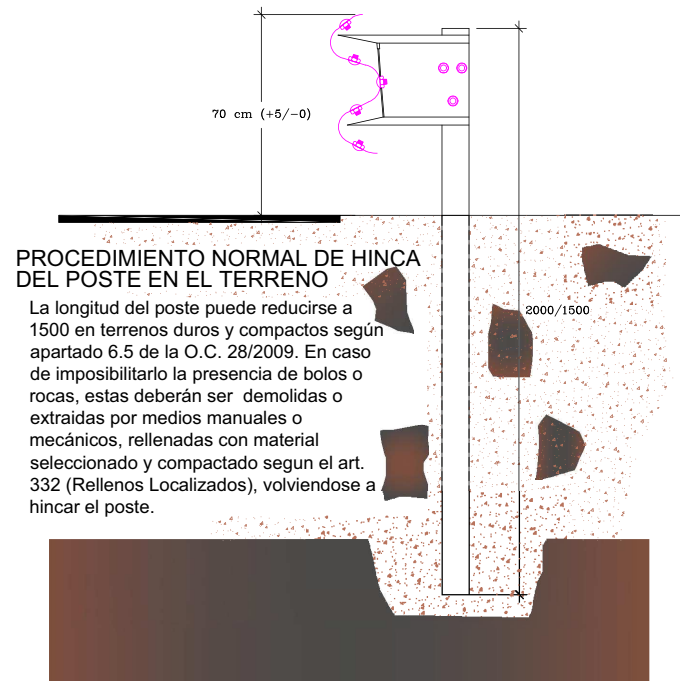 70 cm (+5/-0)
PROCEDIMIENTO NORMAL DE HINCA
DEL POSTE EN EL TERRENO
La longitud del poste puede reducirse a
1500 en terrenos duros y compactos según
apartado 6.5 de la O.C. 28/2009. En caso
de imposibilitarlo la presencia de bolos o
rocas, estas deberán ser  demolidas o
extraidas por medios manuales o
mecánicos, rellenadas con material
seleccionado y compactado segun el art.
332 (Rellenos Localizados), volviendose a
hincar el poste.
2000/1500